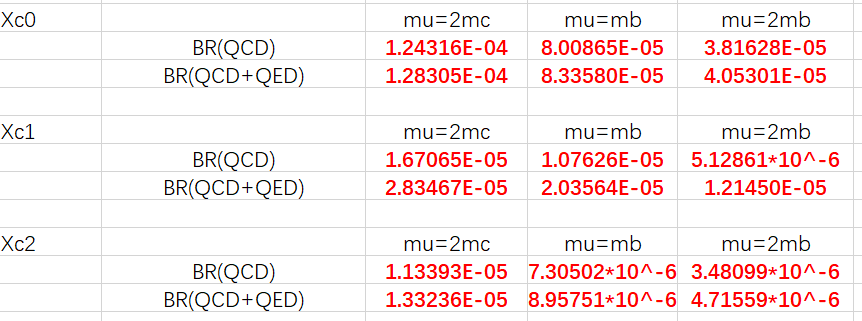 Xc0 mu=2mc mu=mb mu=2mb
BR(QCD) 1.24316E-04 8.00865E-05 3.81628E-05
BR(QCD+QED) 1.28305E-04 8.33580E-05 4.05301E-05
Xc1 mu=2mc mu=mb mu=2mb
BR(QCD) 1.67065E-05 1.07626E-05 5.12861*10^-6
BR(QCD+QED) 2.83467E-05 2.03564E-05 1.21450E-05
Xc2 mu=2mc mu=mb mu=2mb
BR(QCD) 1.13393E-05 7.30502*10^-6 3.48099*10^-6
BR(QCD+QED) 1.33236E-05 8.95751*10^-6 4.71559*10^-6